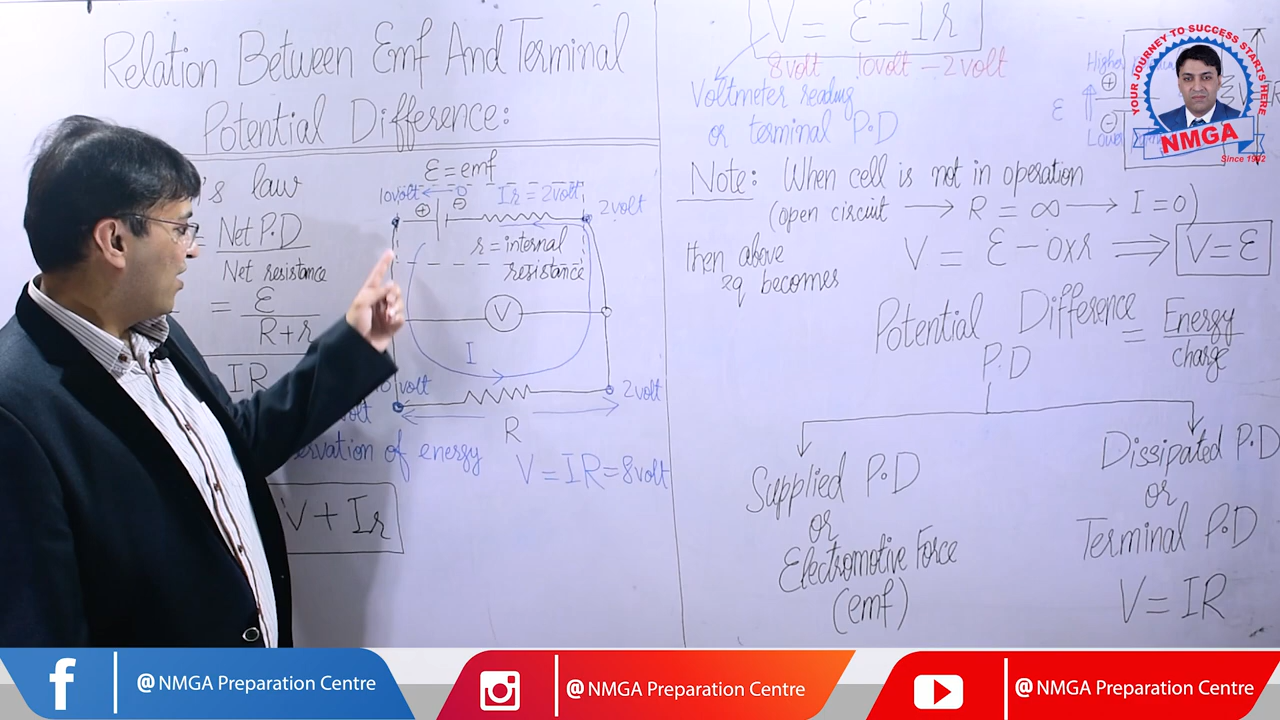 Relation Between Emf And Terminal
Potential Difference:
's law
= Net P.D
Net resistance
= ε
R+r
IR
ervation of energy
V + Ir
ε = emf
10volt
⊕ ⊖
Ir = 2volt
2volt
r = internal
resistance
V
I
volt
2volt
volt
R
V = IR = 8volt
V = ε - Ir
8volt 10volt - 2volt
Voltmeter reading
or terminal P.D
Note: When cell is not in operation
(open circuit → R = ∞ → I = 0)
then above
eq becomes
V = ε - 0xr ⇒ V = ε
Potential Difference = Energy
charge
P.D
Supplied P.D
or
Electromotive Force
(emf)
Dissipated P.D
or
Terminal P.D
V = IR
Higher
⊕
ε
⊖
Lower
YOUR JOURNEY TO SUCCESS STARTS HERE
NMGA
Since 1992
@ NMGA Preparation Centre
@ NMGA Preparation Centre
@ NMGA Preparation Centre